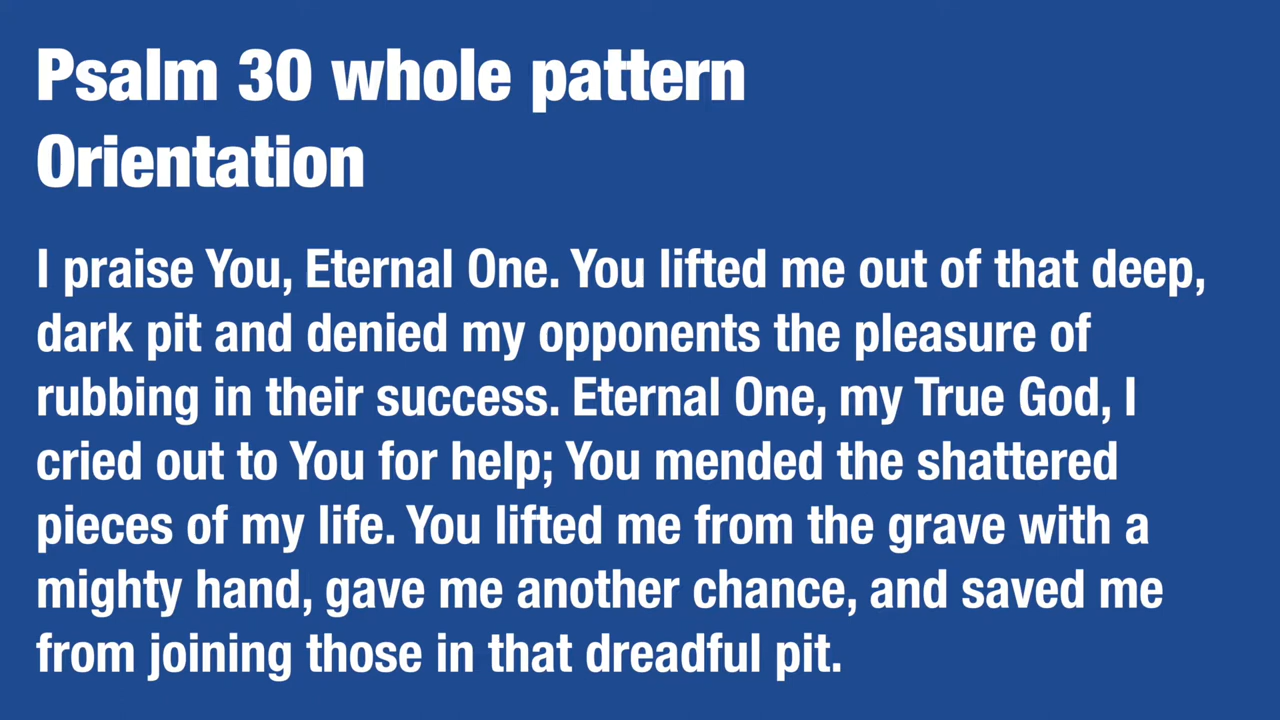 Psalm 30 whole pattern
Orientation
I praise You, Eternal One. You lifted me out of that deep,
dark pit and denied my opponents the pleasure of
rubbing in their success. Eternal One, my True God, I
cried out to You for help; You mended the shattered
pieces of my life. You lifted me from the grave with a
mighty hand, gave me another chance, and saved me
from joining those in that dreadful pit.